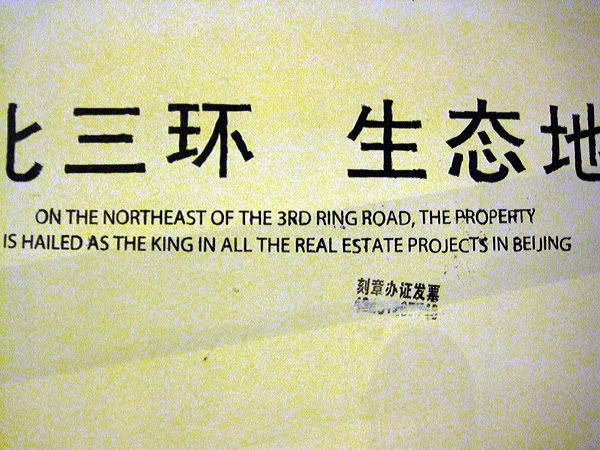 北三环 生态地
ON THE NORTHEAST OF THE 3RD RING ROAD, THE PROPERTY
IS HAILED AS THE KING IN ALL THE REAL ESTATE PROJECTS IN BEIJING
刻章办证发票